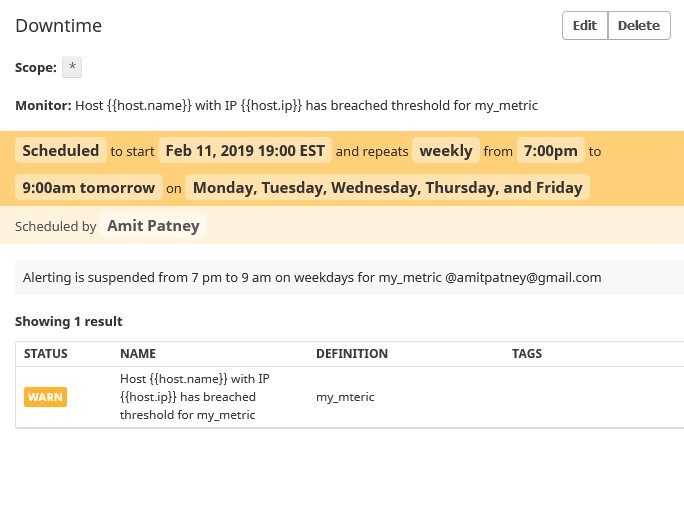 Downtime
Edit Delete
Scope: *
Monitor: Host {{host.name}} with IP {{host.ip}} has breached threshold for my_metric
Scheduled to start Feb 11, 2019 19:00 EST and repeats weekly from 7:00pm to
9:00am tomorrow on Monday, Tuesday, Wednesday, Thursday, and Friday
Scheduled by Amit Patney
Alerting is suspended from 7 pm to 9 am on weekdays for my_metric @amitpatney@gmail.com
Showing 1 result
STATUS NAME DEFINITION TAGS
Host {{host.name}} with IP
WARN {{host.ip}} has breached my_mteric
threshold for my_metric